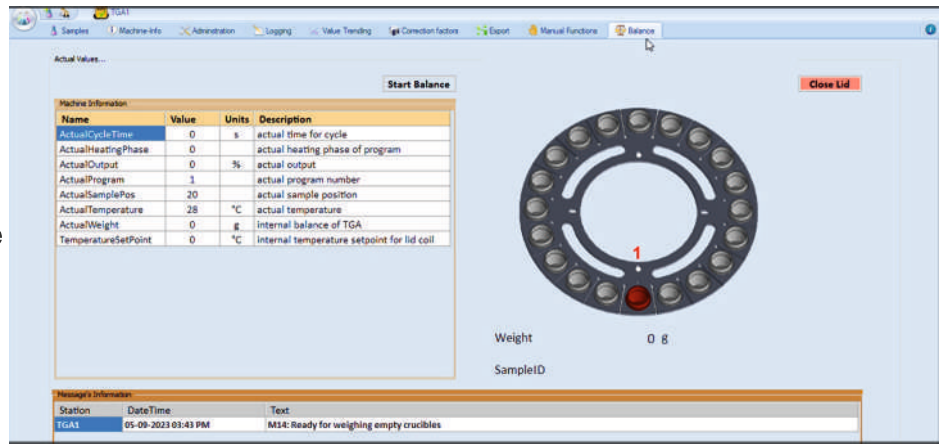 TGA1
Samples Machine-Info Administration Logging Value Trending Correction factors Export Manual Functions Balance
Actual Values...
Start Balance
Close Lid
Machine Information
Name Value Units Description
ActualCycleTime 0 s actual time for cycle
ActualHeatingPhase 0 actual heating phase of program
ActualOutput 0 % actual output
ActualProgram 1 actual program number
ActualSamplePos 20 actual sample position
ActualTemperature 28 °C actual temperature
ActualWeight 0 g internal balance of TGA
TemperatureSetPoint 0 °C internal temperature setpoint for lid coil
e
1
Weight 0 g
SampleID
Message's Information
Station DateTime Text
TGA1 05-09-2023 03:43 PM M14: Ready for weighing empty crucibles